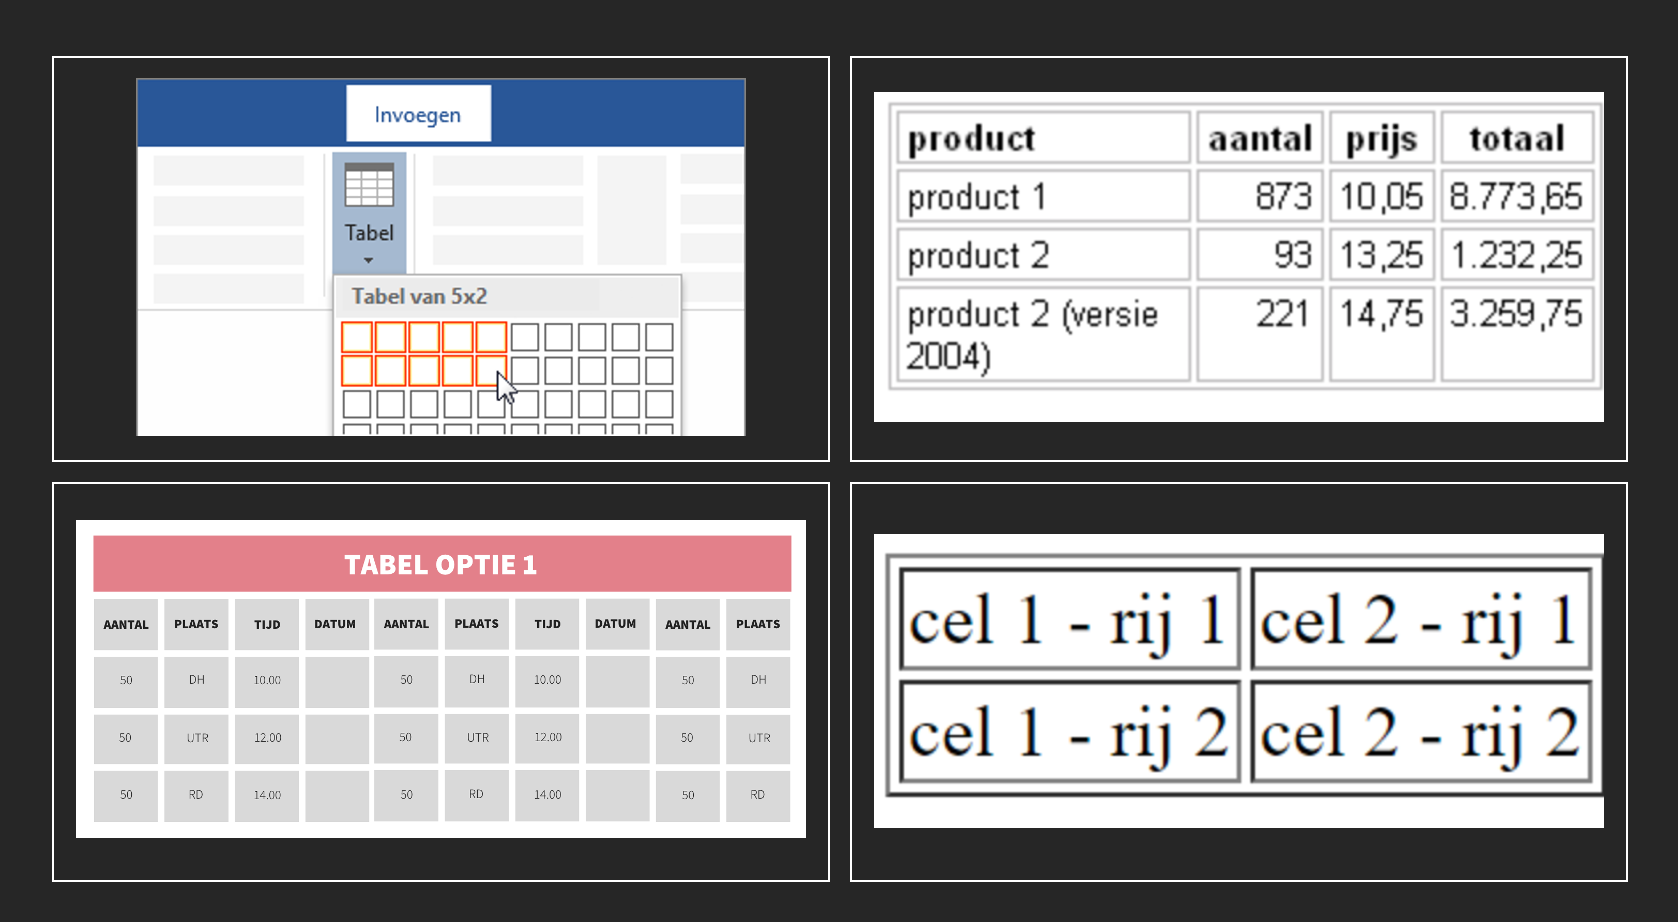 Invoegen
Tabel
Tabel van 5x2
product aantal prijs totaal
product 1 873 10,05 8.773,65
product 2 93 13,25 1.232,25
product 2 (versie 221 14,75 3.259,75
2004)
TABEL OPTIE 1
AANTAL PLAATS TIJD DATUM AANTAL PLAATS TIJD DATUM AANTAL PLAATS
50 DH 10.00 50 DH 10.00 50 DH
50 UTR 12.00 50 UTR 12.00 50 UTR
50 RD 14.00 50 RD 14.00 50 RD
cel 1 - rij 1 cel 2 - rij 1
cel 1 - rij 2 cel 2 - rij 2